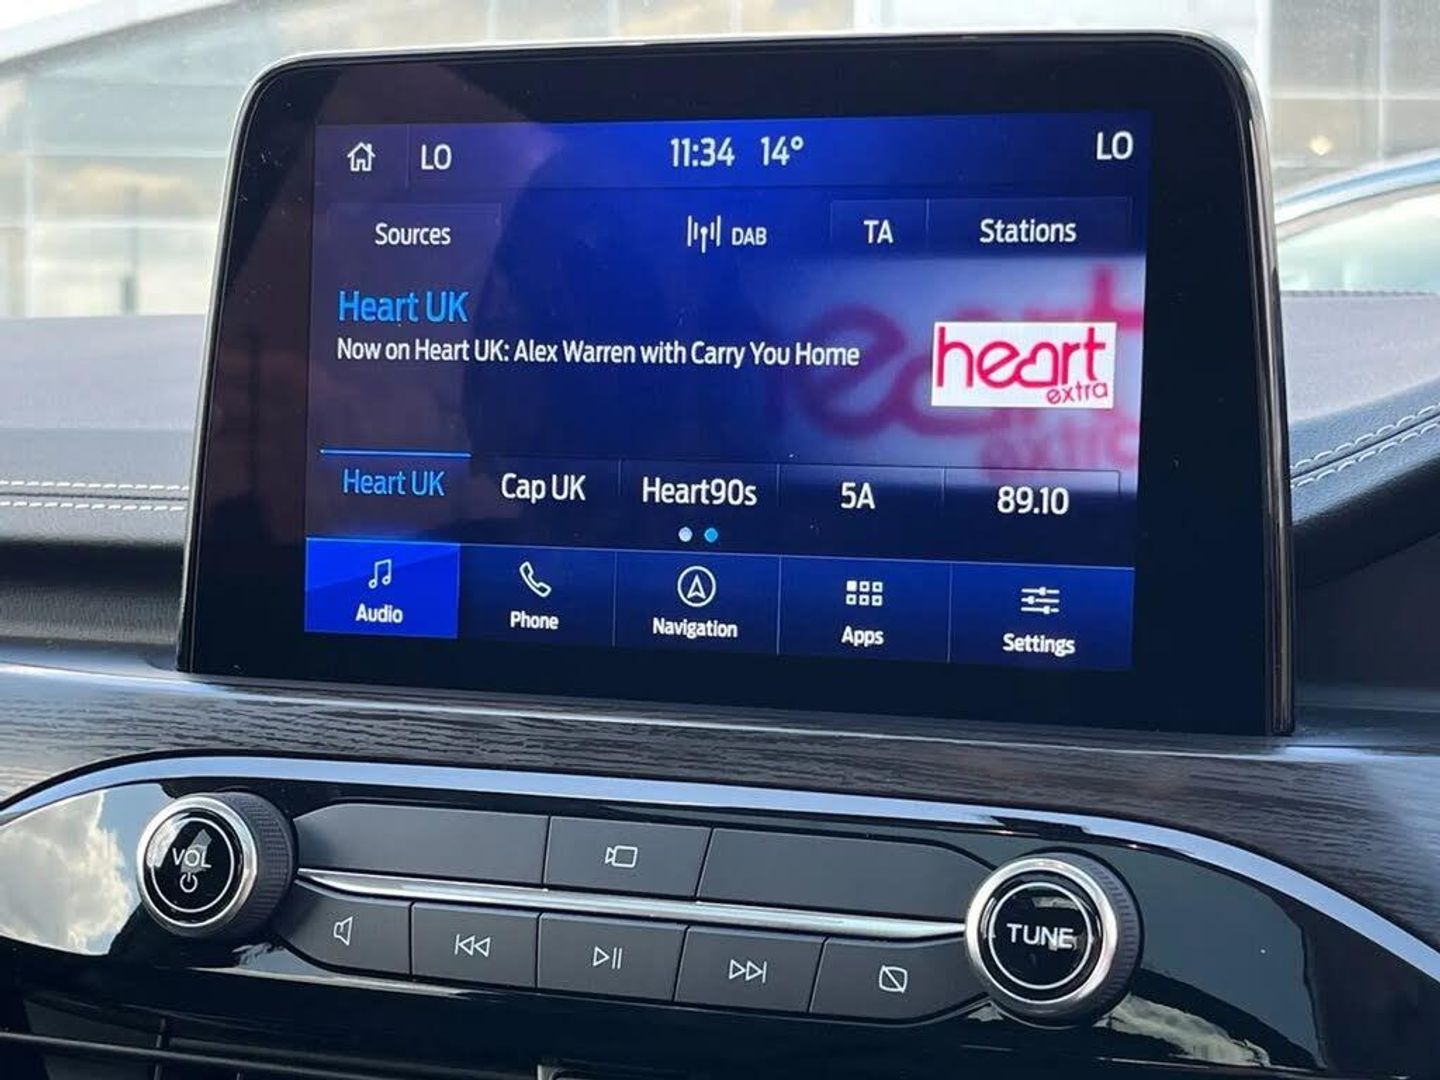 LO 11:34 14° LO
Sources DAB TA Stations
Heart UK
Now on Heart UK: Alex Warren with Carry You Home
heart
extra
Heart UK Cap UK Heart90s 5A 89.10
Audio Phone Navigation Apps Settings
VOL
TUNE